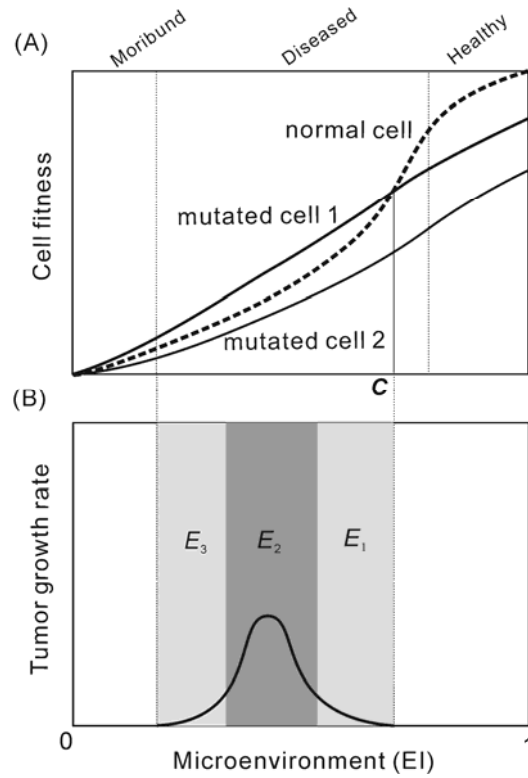 (A)
Moribund
Diseased
Healthy
Cell fitness
normal cell
mutated cell 1
mutated cell 2
C
(B)
Tumor growth rate
E3
E2
E1
0
1
Microenvironment (EI)